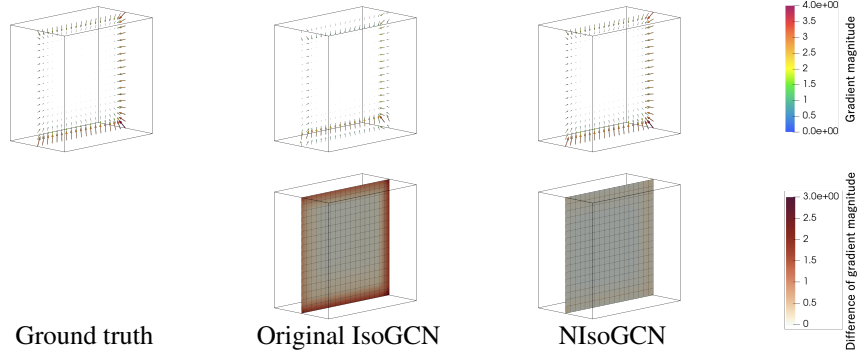 4.0e+00
3.5
3
2.5
2
1.5
1
0.5
0.0e+00
Gradient magnitude
3.0e+00
2.5
2
1.5
1
0.5
0
Difference of gradient magnitude
Ground truth
Original IsoGCN
NIsoGCN